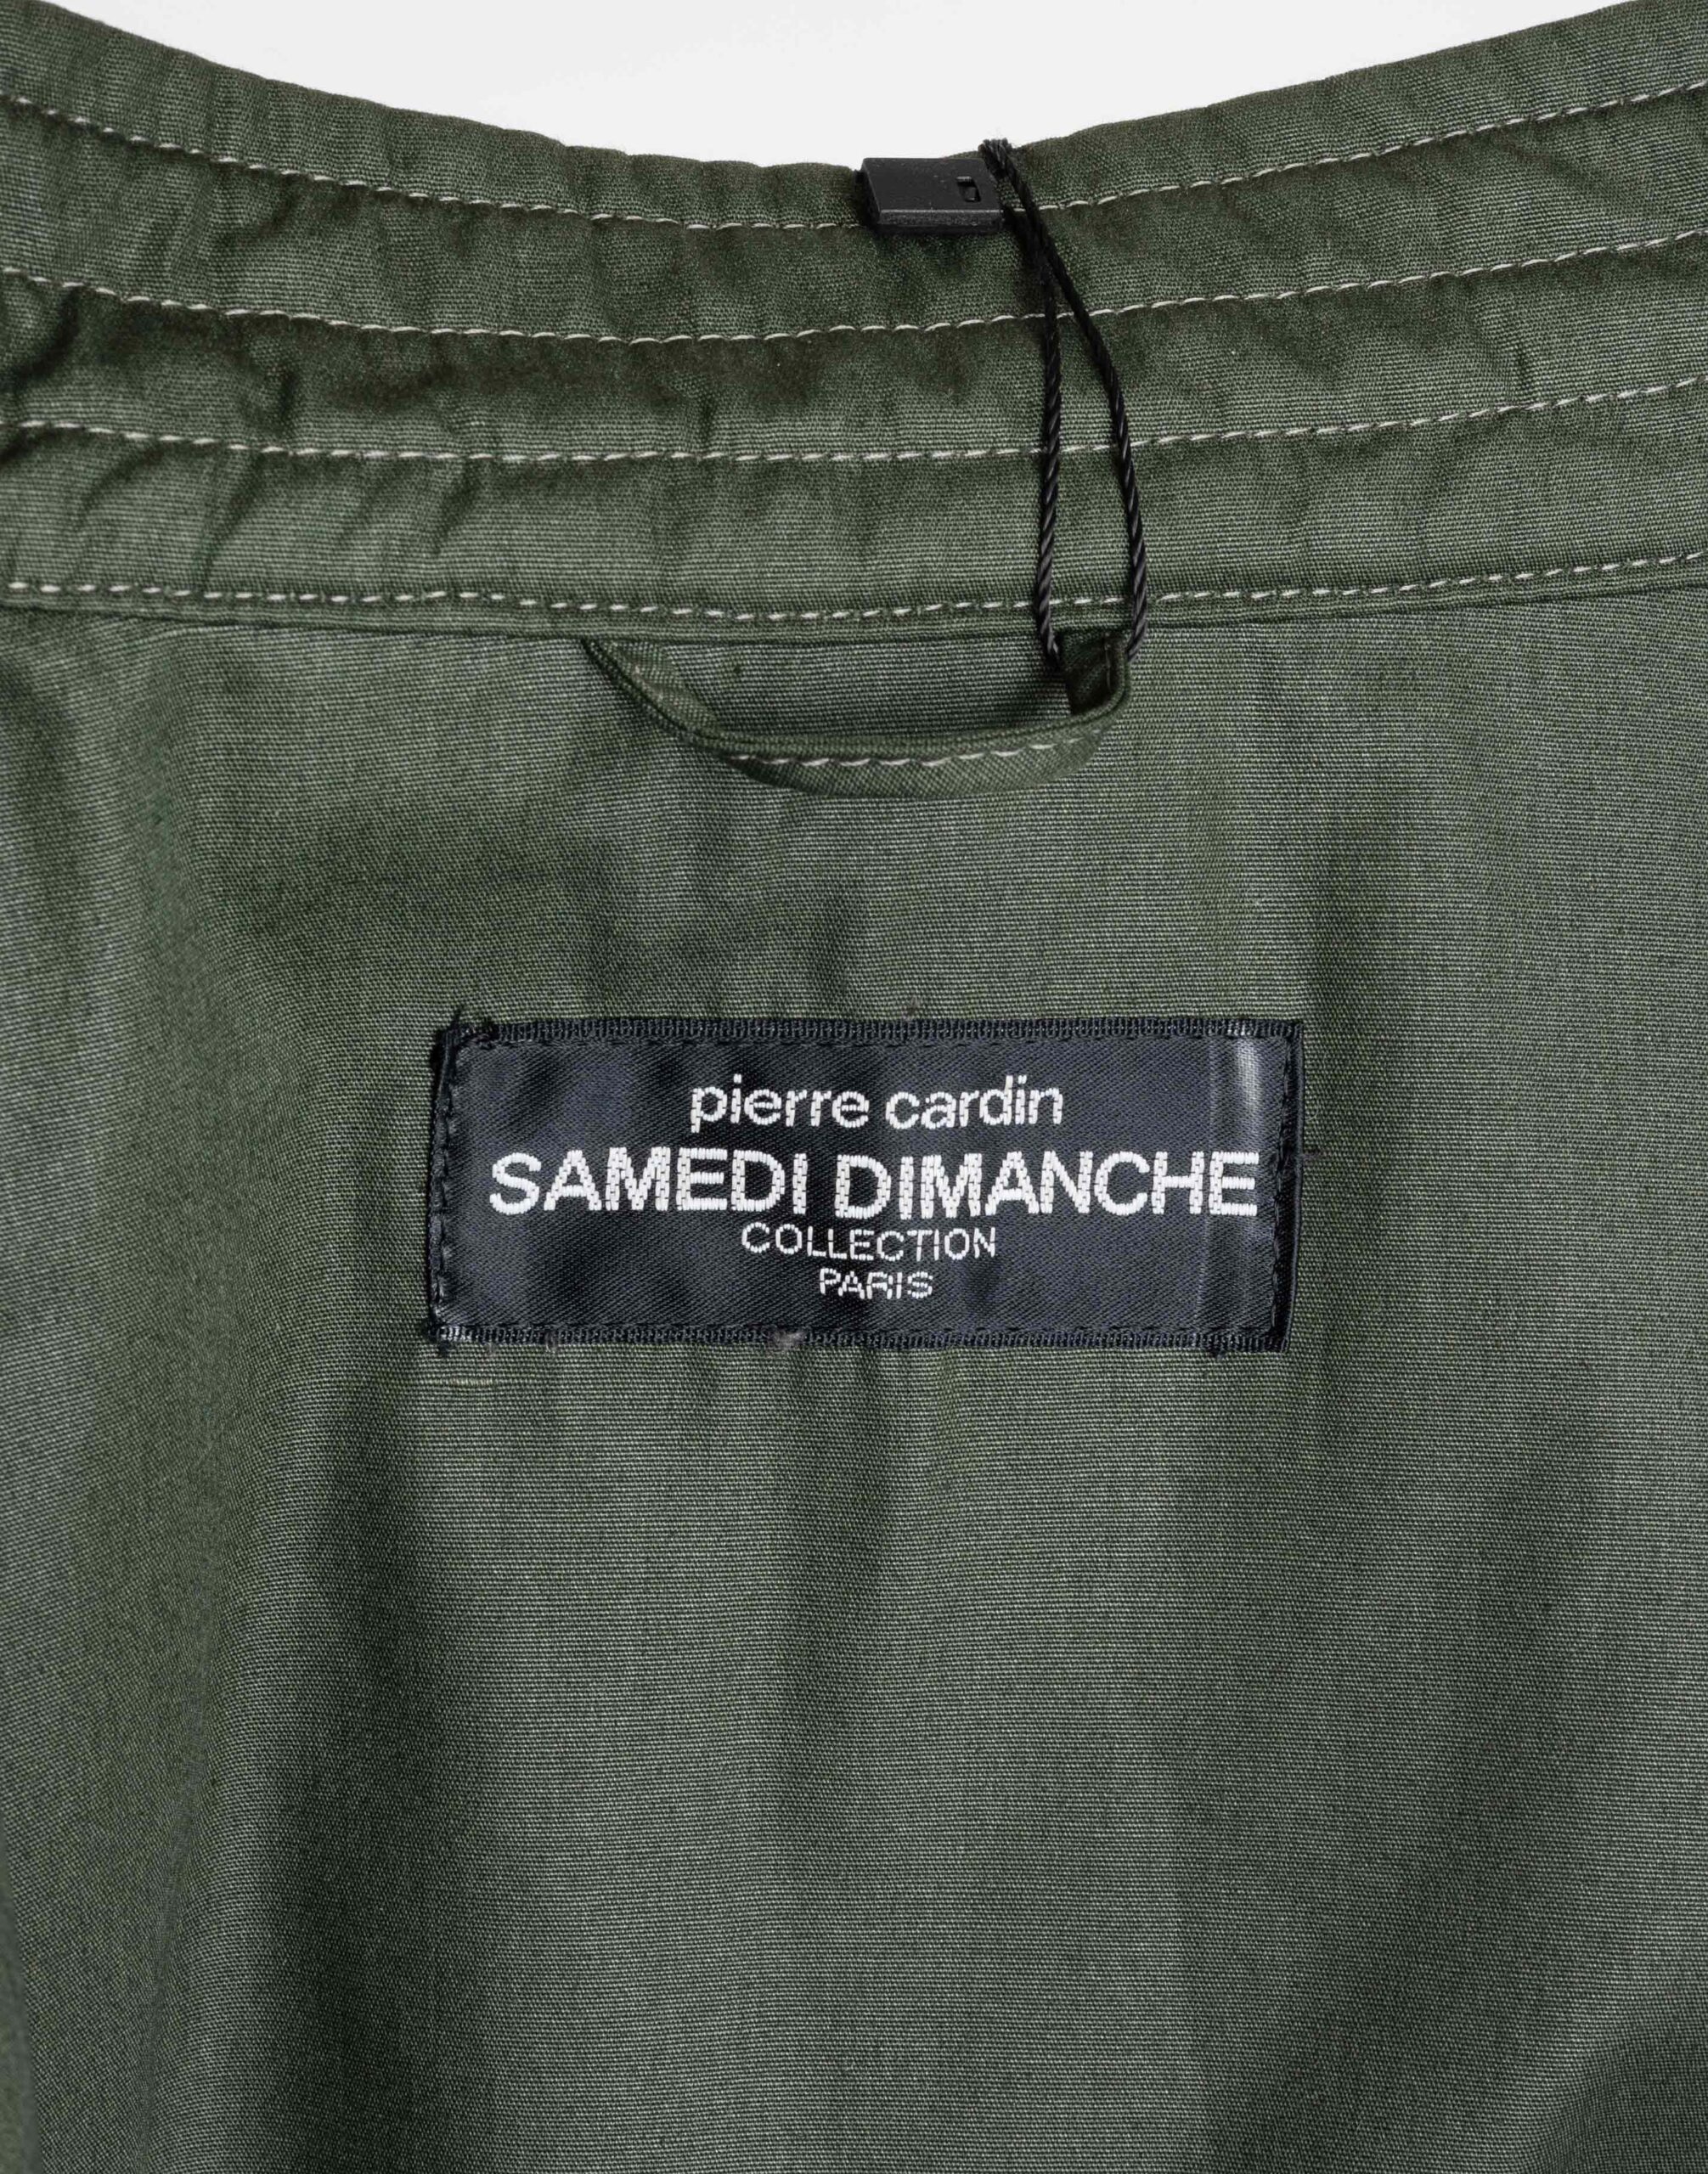 pierre cardin
SAMEDI DIMANCHE
COLLECTION
PARIS